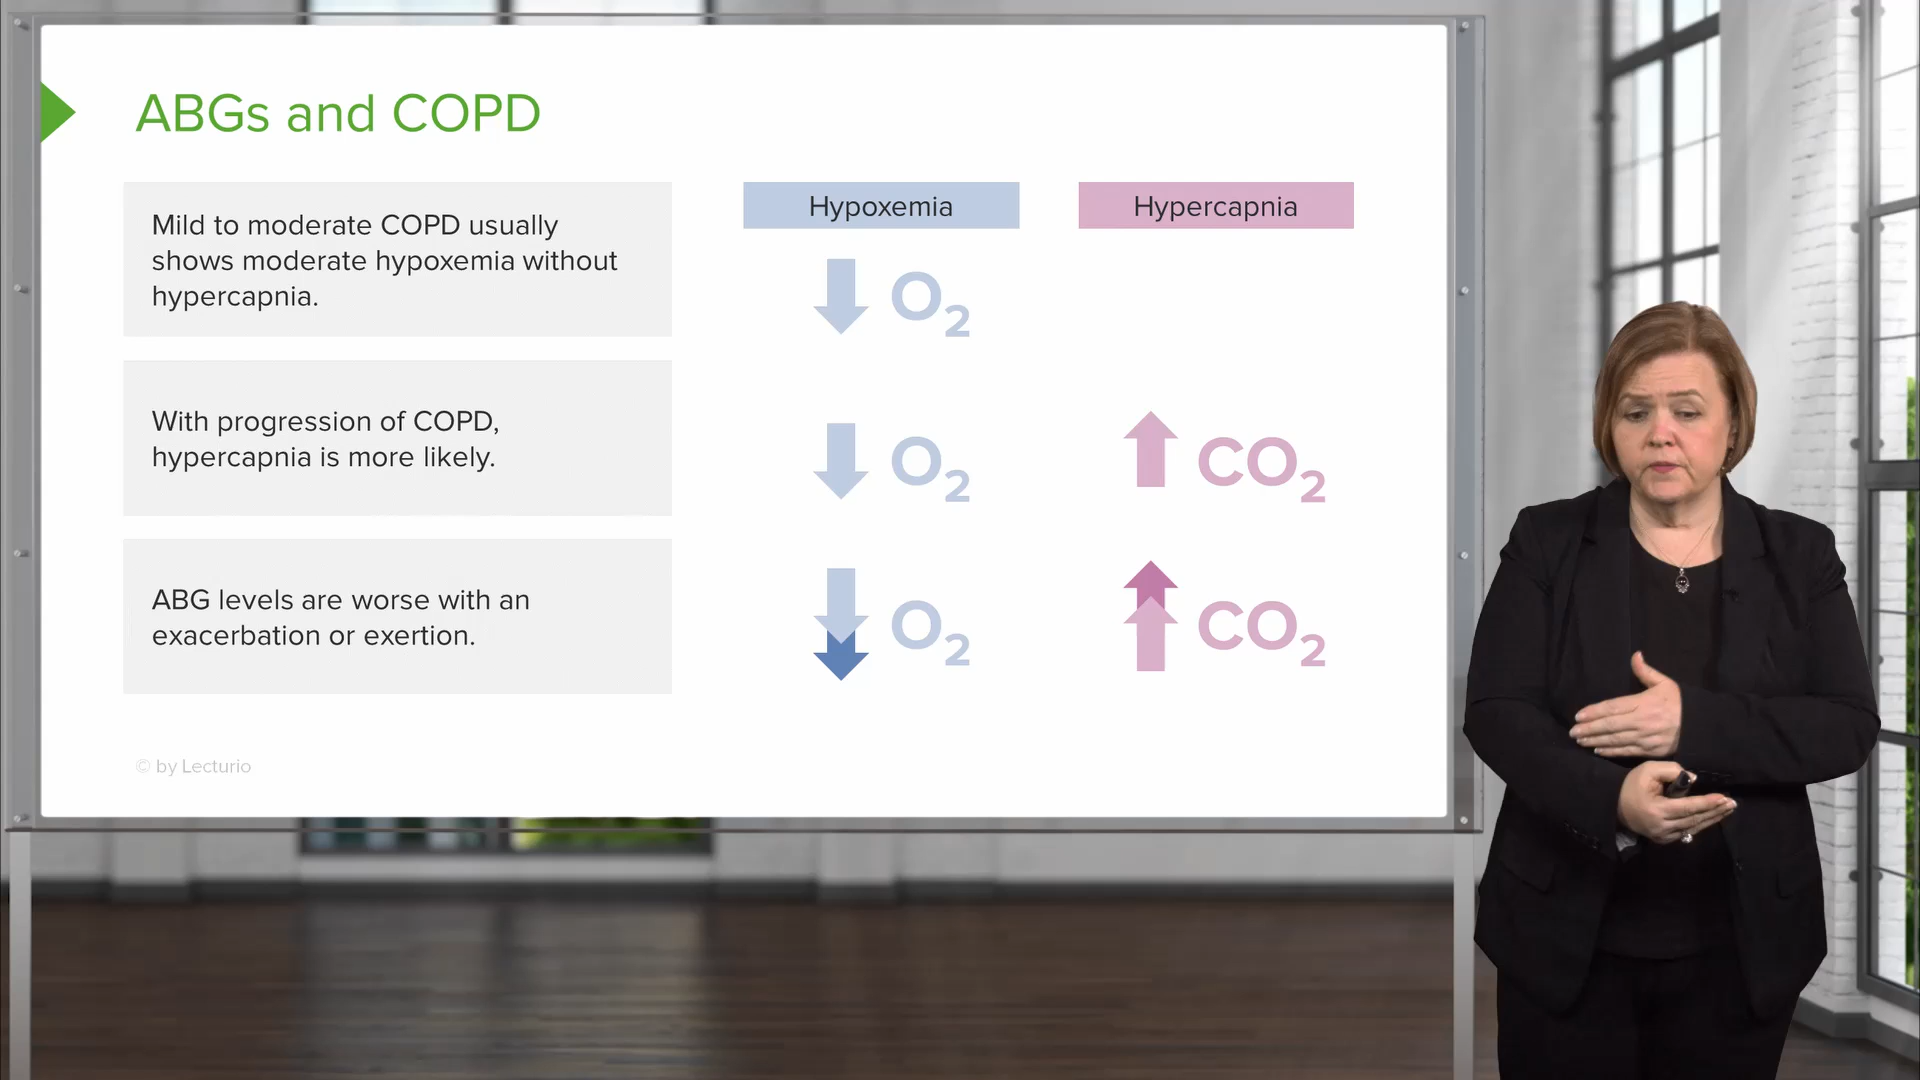 ABGs and COPD
Mild to moderate COPD usually
shows moderate hypoxemia without
hypercapnia.
With progression of COPD,
hypercapnia is more likely.
ABG levels are worse with an
exacerbation or exertion.
Hypoxemia
Hypercapnia
O₂
O₂
CO₂
O₂
CO₂
© by Lecturio